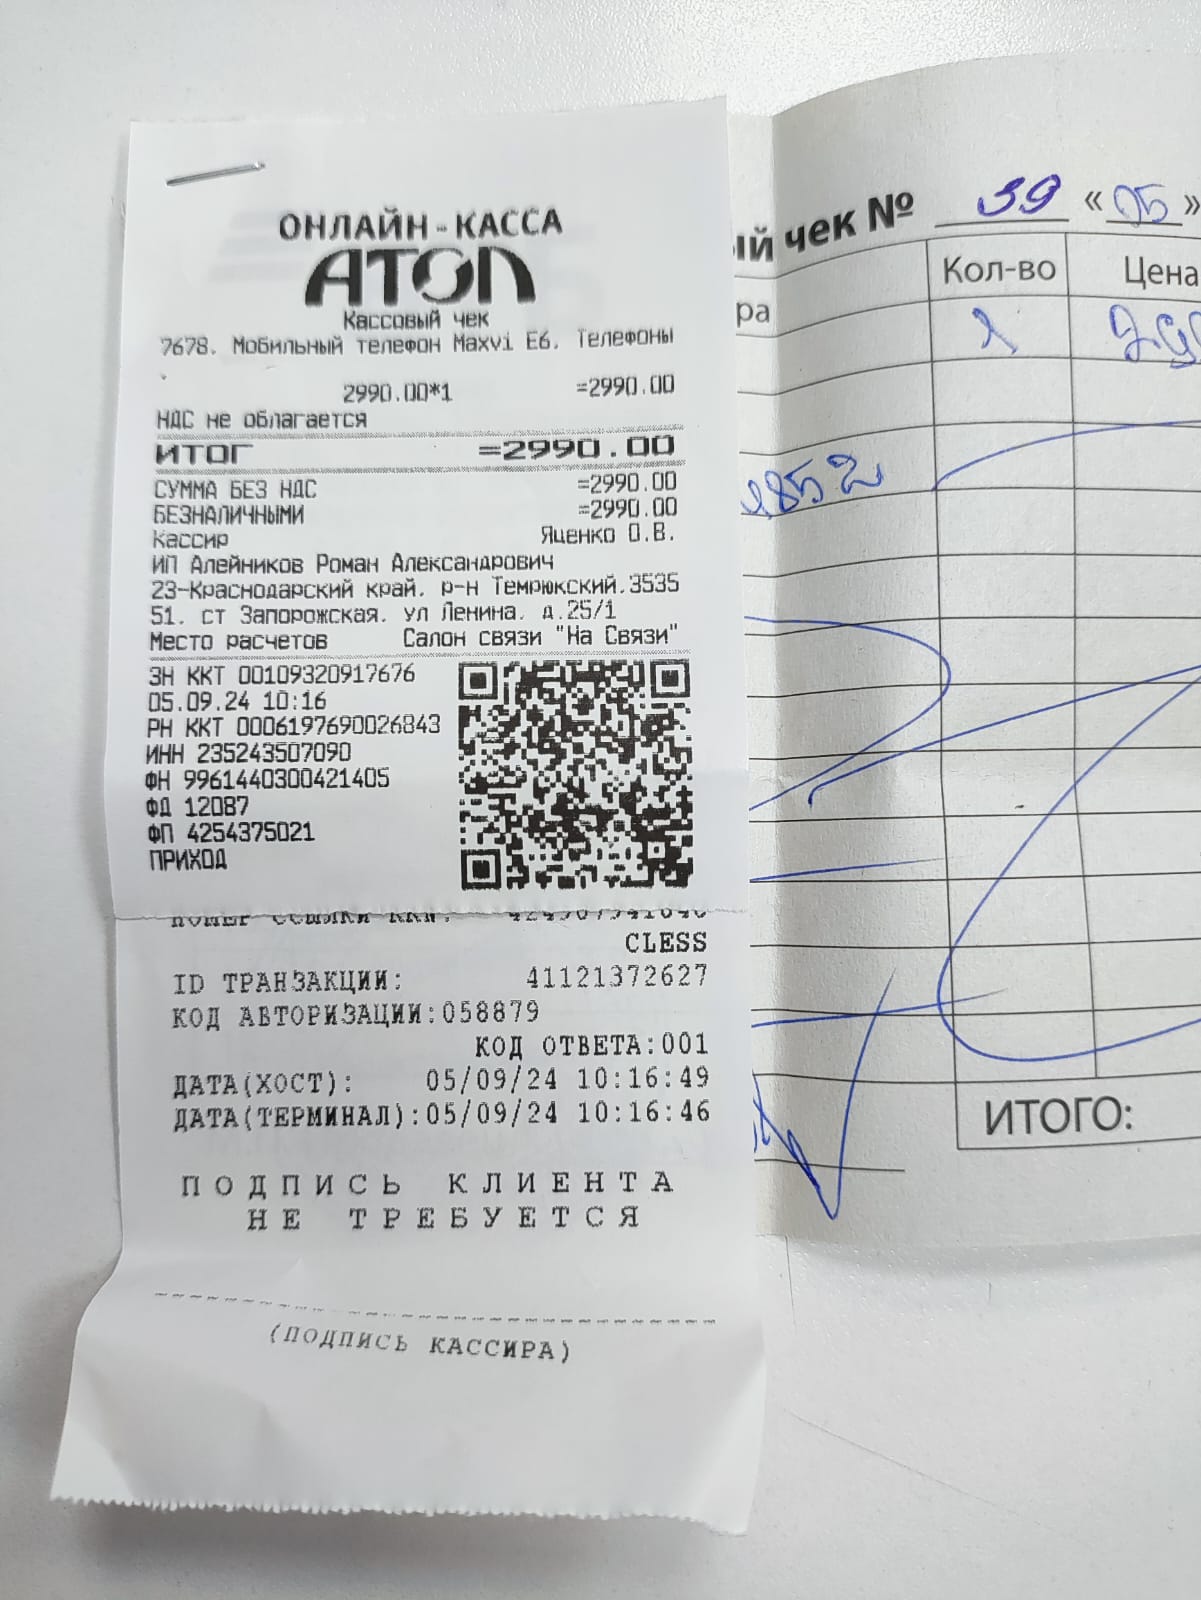 ОНЛАЙН-КАССА
АТОЛ
Кассовый чек
7678. Мобильный телефон Maxvi E6. Телефоны
2990.00*1 =2990.00
НДС не облагается
ИТОГ =2990.00
СУММА БЕЗ НДС =2990.00
БЕЗНАЛИЧНЫМИ =2990.00
Кассир Яценко О.В.
ИП Алейников Роман Александрович
23-Краснодарский край. р-н Темрюкский.3535
51. ст Запорожская. ул Ленина. д.25/1
Место расчетов Салон связи "На Связи"
ЗН ККТ 00109320917676
05.09.24 10:16
РН ККТ 0006197690026843
ИНН 235243507090
ФН 9961440300421405
ФД 12087
ФП 4254375021
ПРИХОД
CLESS
ID ТРАНЗАКЦИИ: 41121372627
КОД АВТОРИЗАЦИИ:058879
КОД ОТВЕТА:001
ДАТА(ХОСТ): 05/09/24 10:16:49
ДАТА(ТЕРМИНАЛ):05/09/24 10:16:46
ПОДПИСЬ КЛИЕНТА
НЕ ТРЕБУЕТСЯ
(ПОДПИСЬ КАССИРА)
ый чек № 39 «05»
ра Кол-во Цена
ИТОГО: